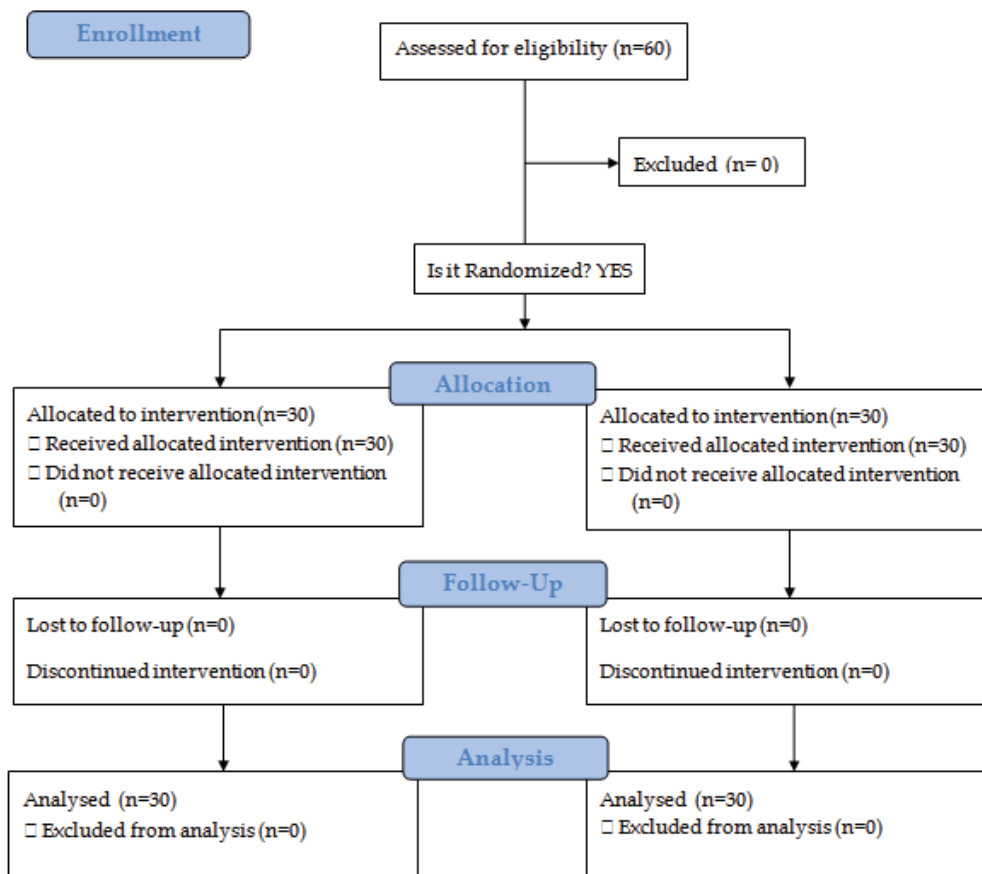 Enrollment
Assessed for eligibility (n=60)
Excluded (n= 0)
Is it Randomized? YES
Allocation
Allocated to intervention (n=30)
□ Received allocated intervention (n=30)
□ Did not receive allocated intervention
(n=0)
Allocated to intervention (n=30)
□ Received allocated intervention (n=30)
□ Did not receive allocated intervention
(n=0)
Follow-Up
Lost to follow-up (n=0)
Discontinued intervention (n=0)
Lost to follow-up (n=0)
Discontinued intervention (n=0)
Analysis
Analysed (n=30)
□ Excluded from analysis (n=0)
Analysed (n=30)
□ Excluded from analysis (n=0)